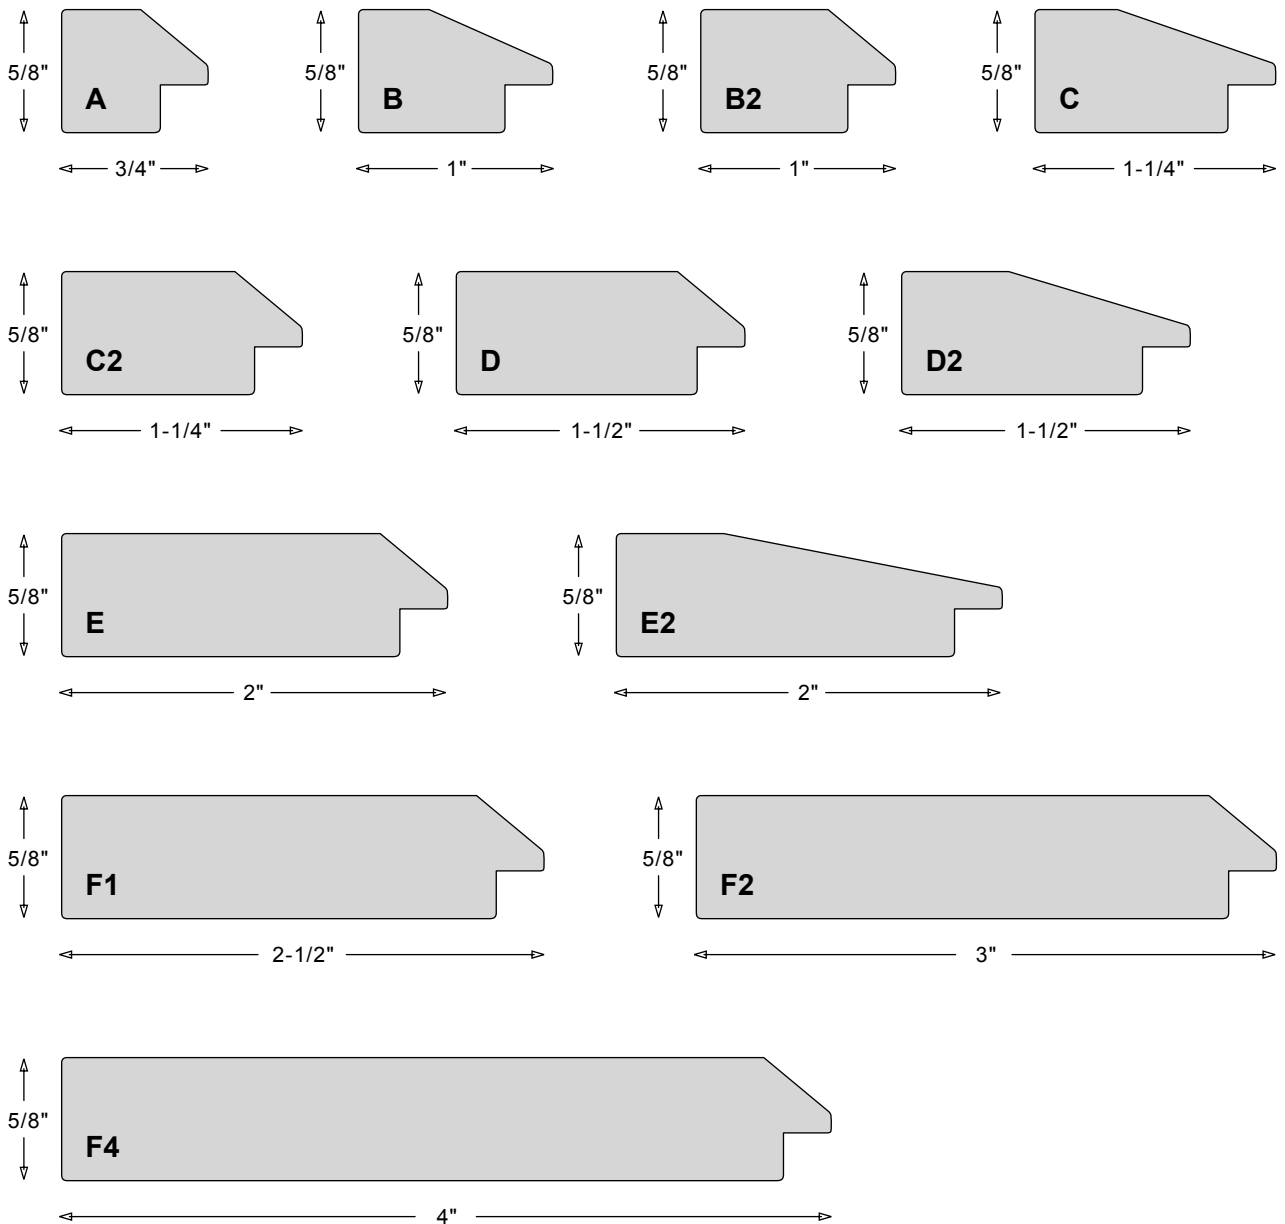 5/8" 5/8" 5/8" 5/8"
A B B2 C
3/4" 1" 1" 1-1/4"
5/8" 5/8" 5/8"
C2 D D2
1-1/4" 1-1/2" 1-1/2"
5/8" 5/8"
E E2
2" 2"
5/8" 5/8"
F1 F2
2-1/2" 3"
5/8"
F4
4"